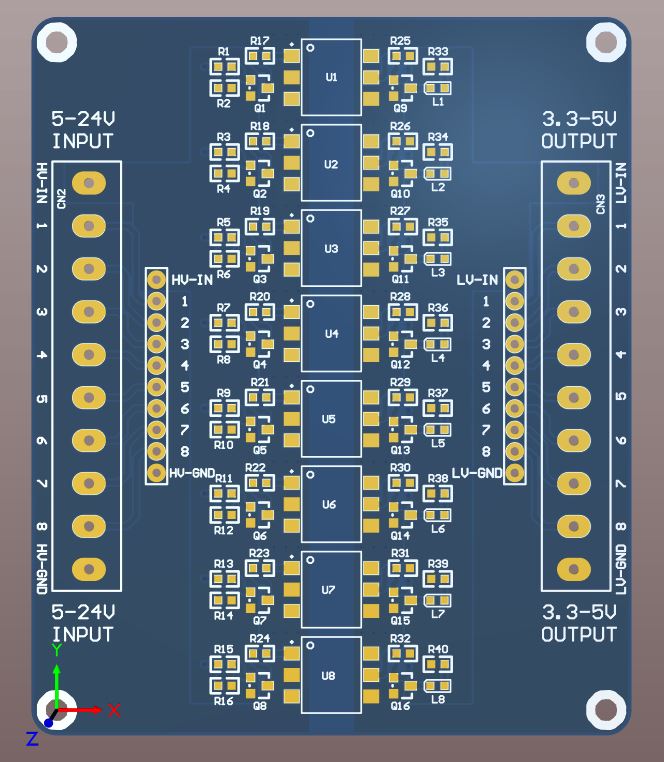 R17
R25
R1
R33
U1
R2
Q1
Q9
L1
5-24V
INPUT
3.3-5V
OUTPUT
R18
R26
R3
R34
U2
R4
Q2
Q10
L2
HV-IN
CN2
1
2
3
4
5
6
7
8
HV-GND
5-24V
INPUT
R19
R27
R5
R35
U3
R6
Q3
Q11
L3
HV-IN
1
2
3
4
5
6
7
8
HV-GND
R20
R28
R7
R36
U4
R8
Q4
Q12
L4
R21
R29
R9
R37
U5
R10
Q5
Q13
L5
R22
R30
R11
R38
U6
R12
Q6
Q14
L6
R23
R31
R13
R39
U7
R14
Q7
Q15
L7
R24
R32
R15
R40
U8
R16
Q8
Q16
L8
LV-IN
1
2
3
4
5
6
7
8
LV-GND
LV-IN
CN3
1
2
3
4
5
6
7
8
LV-GND
3.3-5V
OUTPUT
Y
X
Z